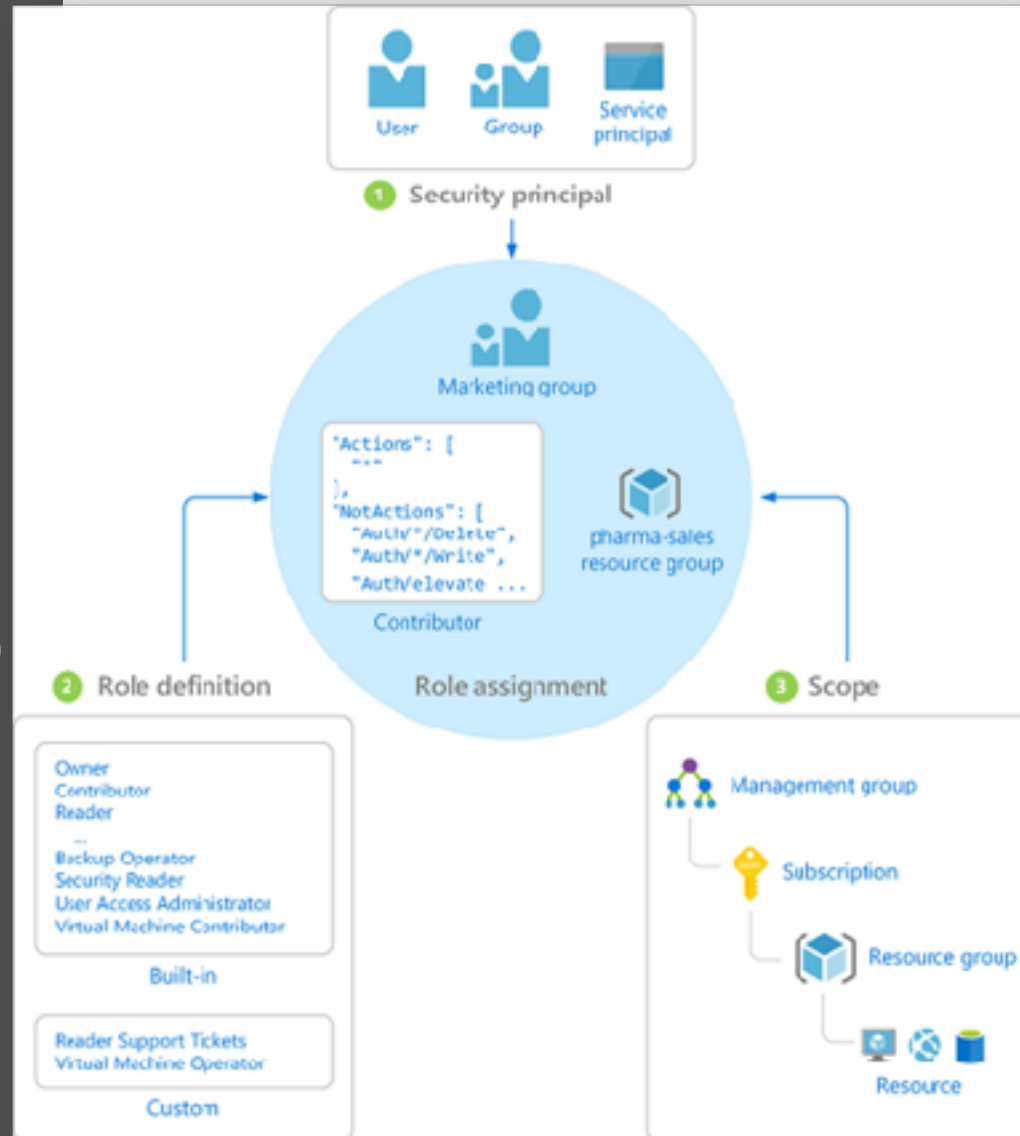 User
Group
Service
principal
1 Security principal
Marketing group
"Actions": [
"*"
],
"NotActions": [
"Auth/*/Delete",
"Auth/*/Write",
"Auth/elevate ...
Contributor
pharma-sales
resource group
Role assignment
2 Role definition
Owner
Contributor
Reader
...
Backup Operator
Security Reader
User Access Administrator
Virtual Machine Contributor
Built-in
Reader Support Tickets
Virtual Machine Operator
Custom
3 Scope
Management group
Subscription
Resource group
Resource